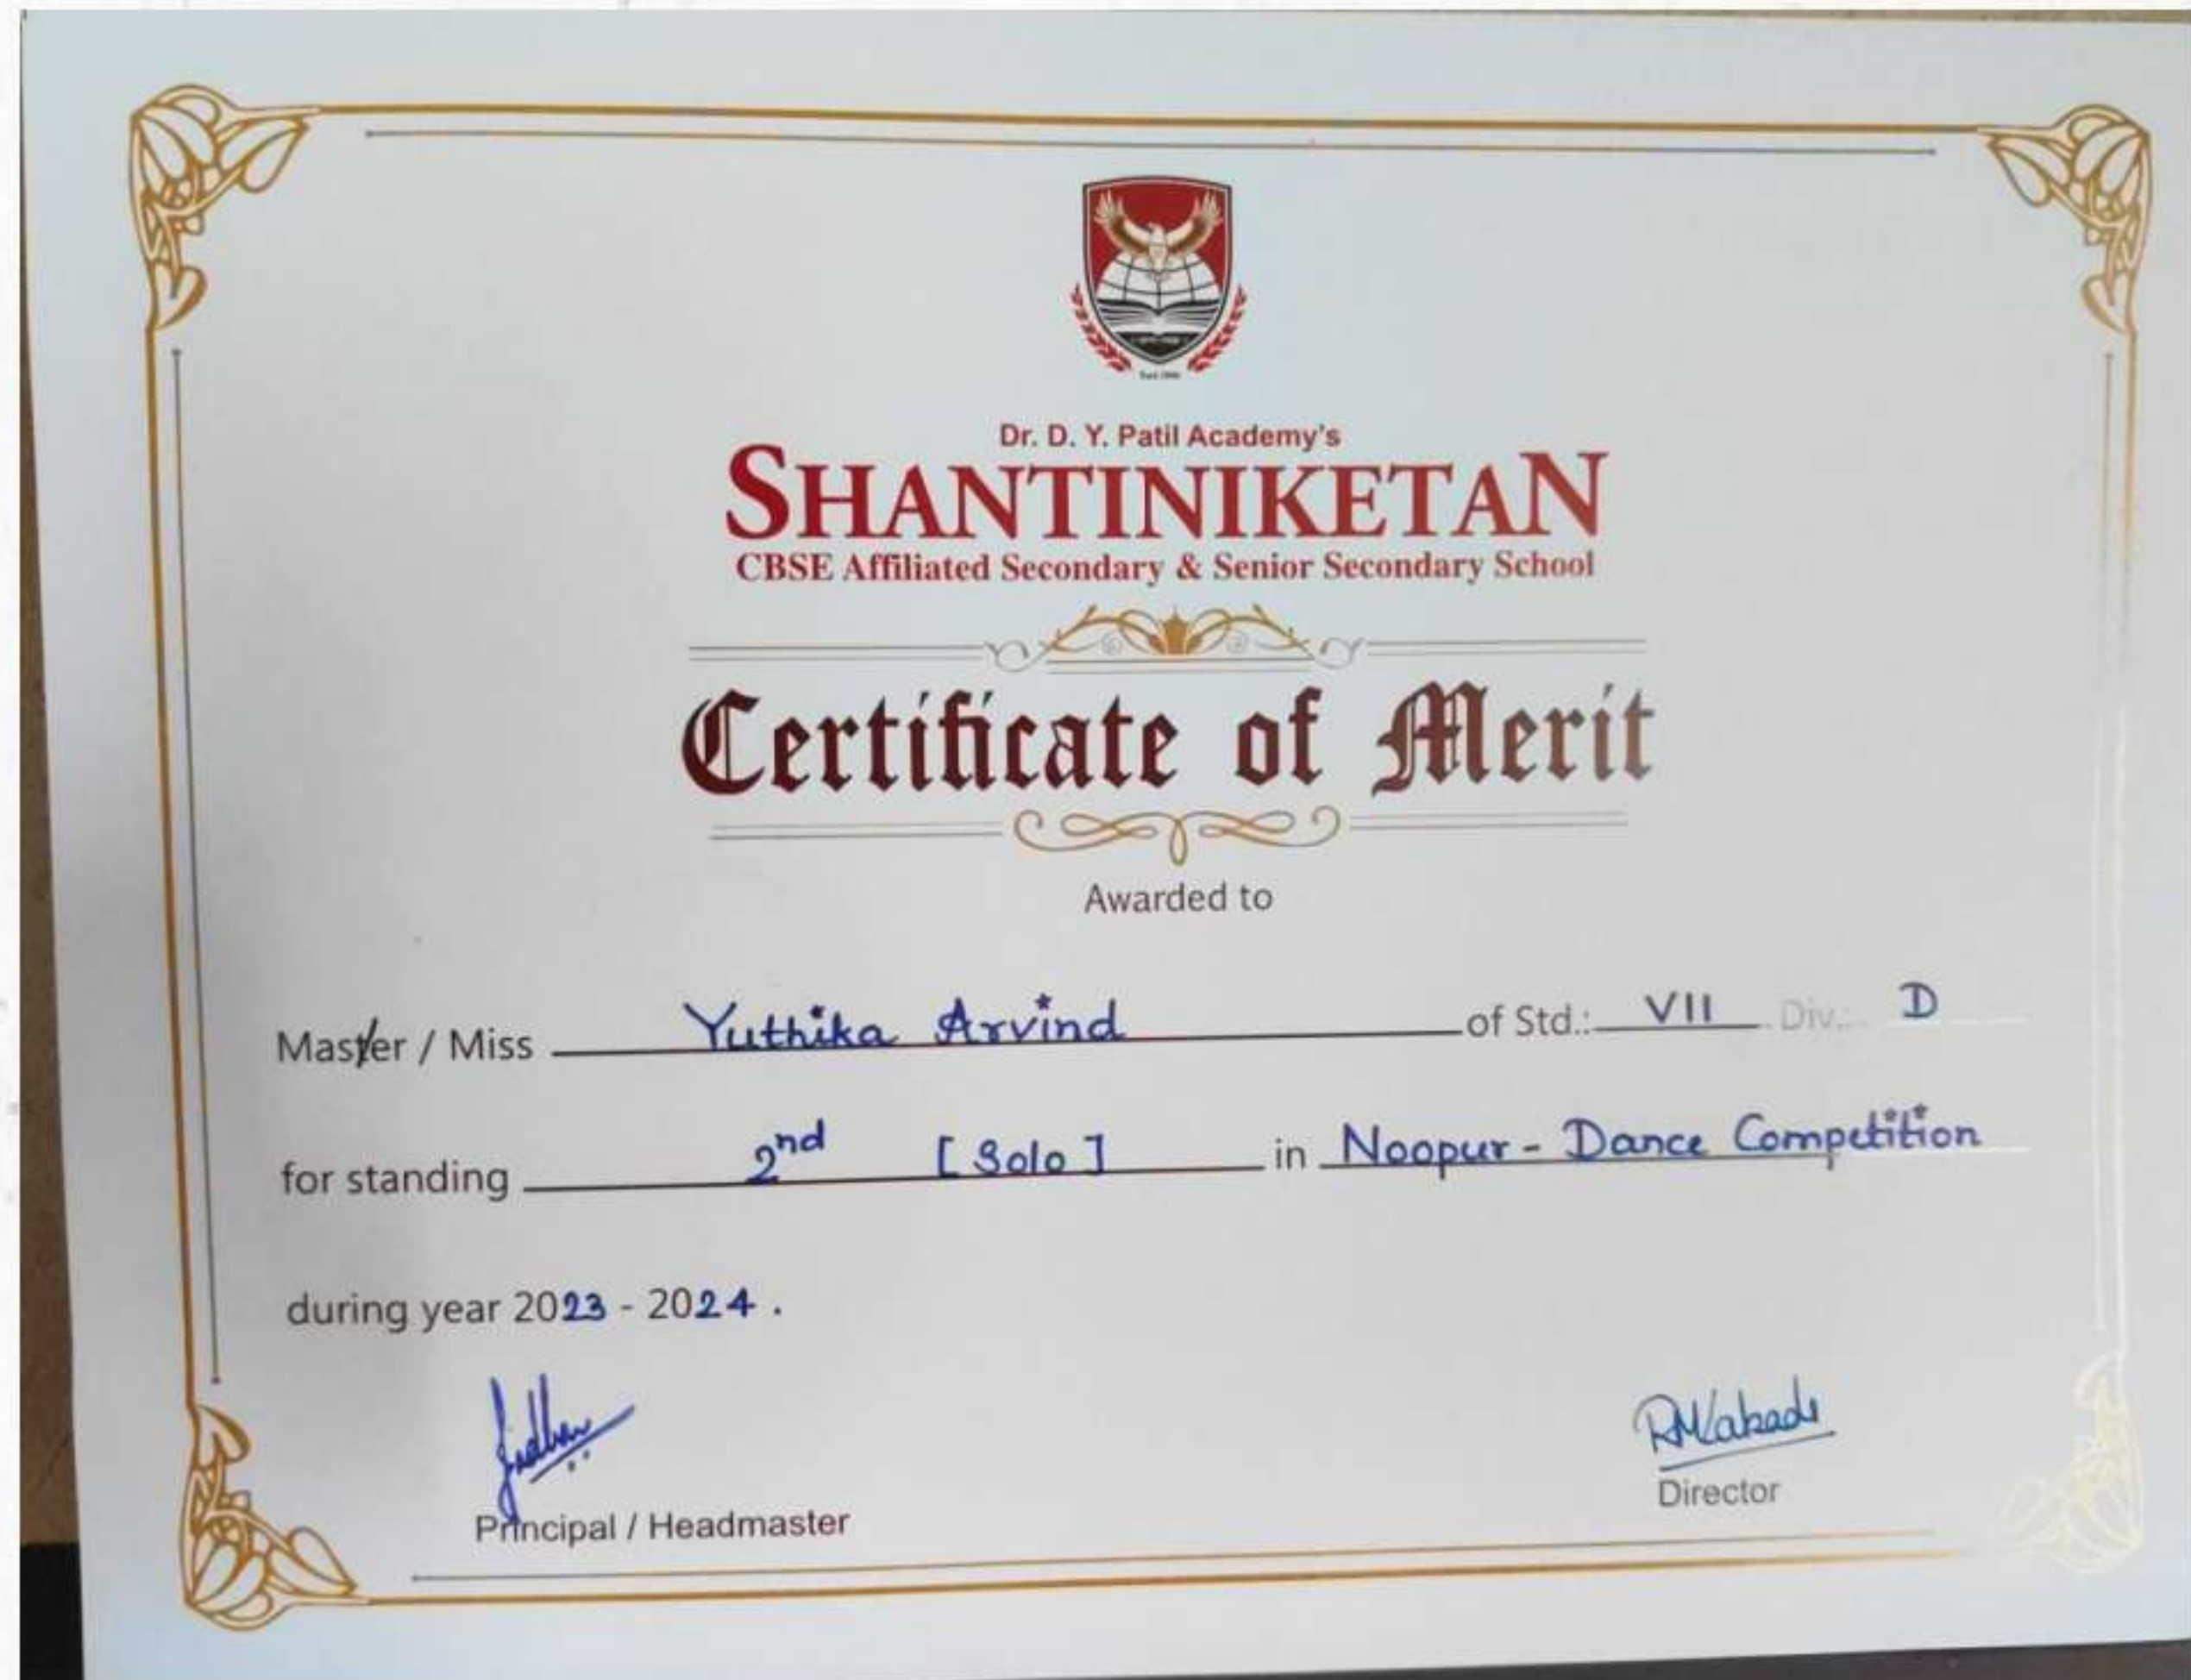 Dr. D. Y. Patil Academy's
SHANTINIKETAN
CBSE Affiliated Secondary & Senior Secondary School
Certificate of Merit
Awarded to
Master / Miss Yuthika Arvind of Std.: VII Div.: D
for standing 2nd [Solo] in Noopur - Dance Competition
during year 2023 - 2024 .
RMKakade
Principal / Headmaster
Director